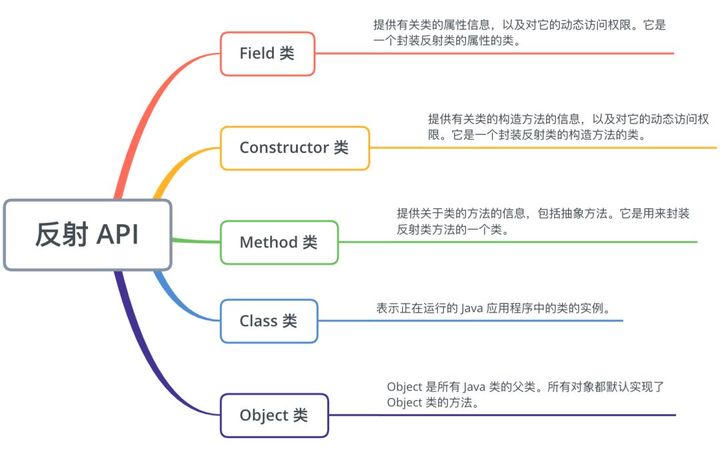 反射 API
Field 类
提供有关类的属性信息，以及对它的动态访问权限。它是
一个封装反射类的属性的类。
Constructor 类
提供有关类的构造方法的信息，以及对它的动态访问权
限。它是一个封装反射类的构造方法的类。
Method 类
提供关于类的方法的信息，包括抽象方法。它是用来封装
反射类方法的一个类。
Class 类
表示正在运行的 Java 应用程序中的类的实例。
Object 类
Object 是所有 Java 类的父类。所有对象都默认实现了
Object 类的方法。